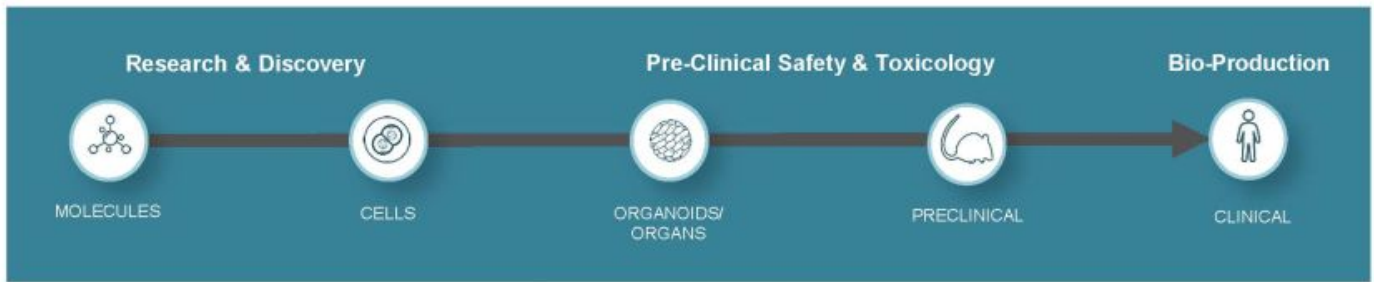 Research & Discovery
Pre-Clinical Safety & Toxicology
Bio-Production
MOLECULES
CELLS
ORGANOIDS/
ORGANS
PRECLINICAL
CLINICAL